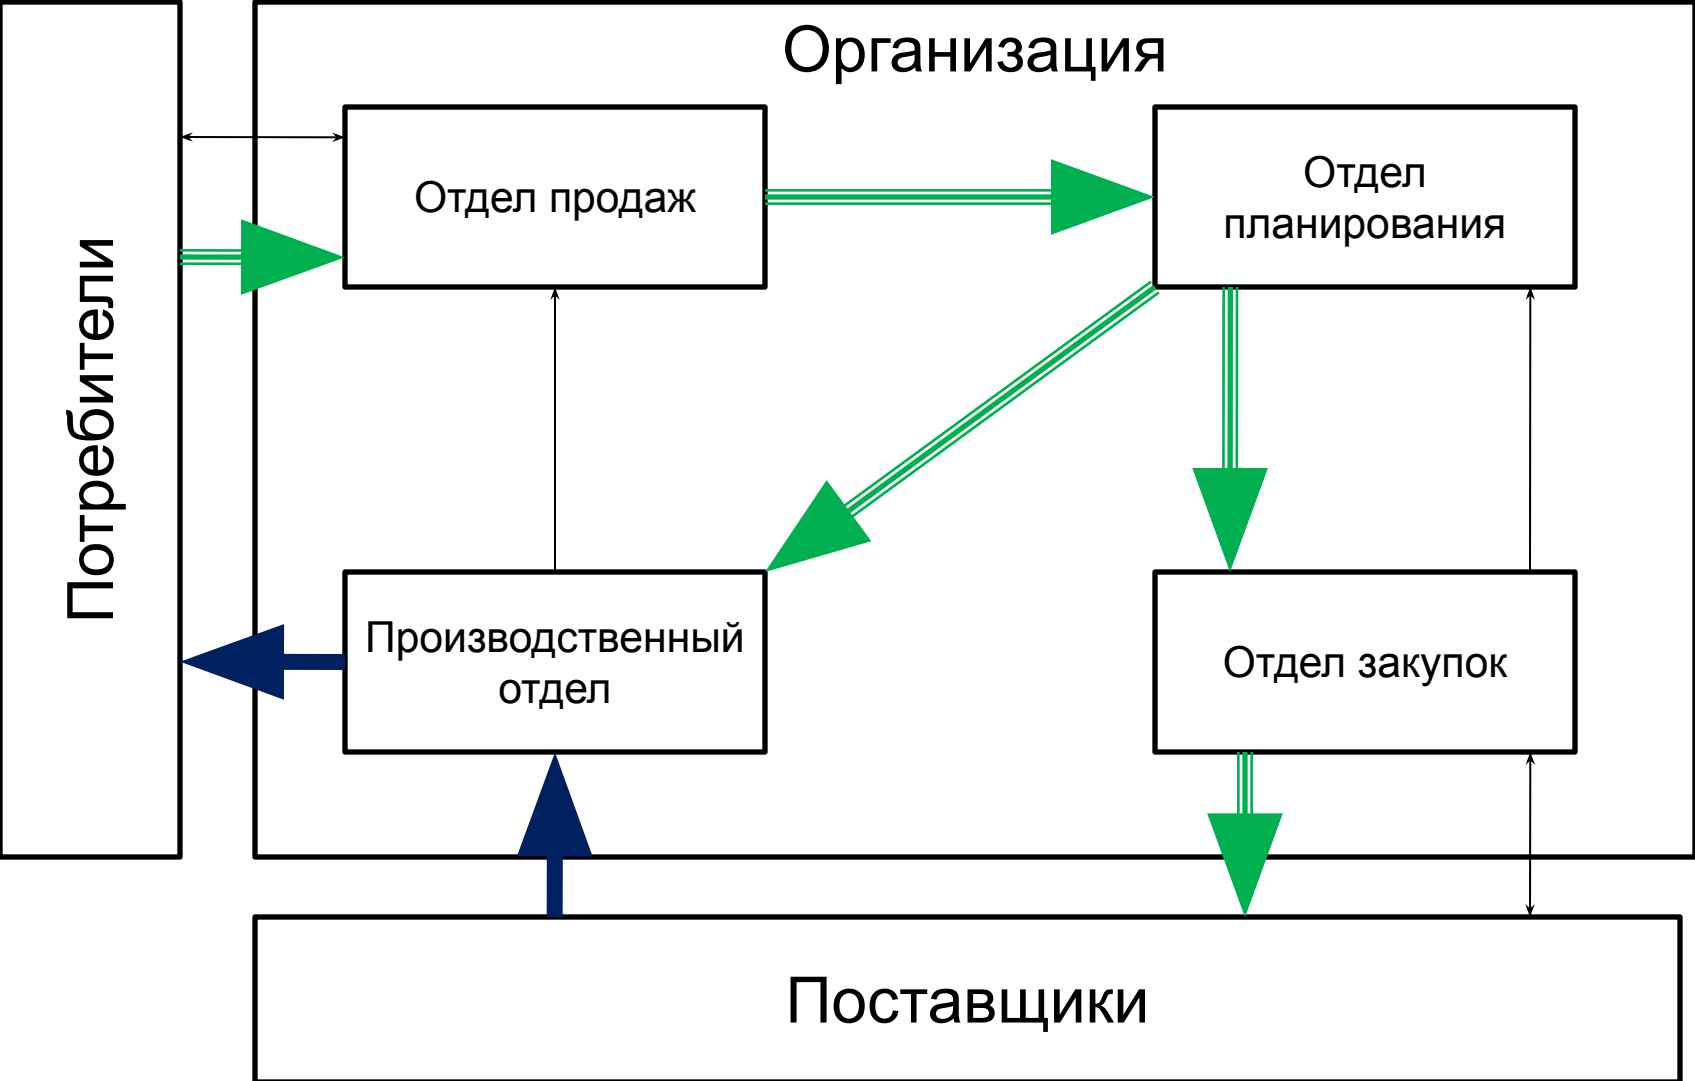 Организация
Отдел продаж
Отдел
планирования
Потребители
Производственный
отдел
Отдел закупок
Поставщики